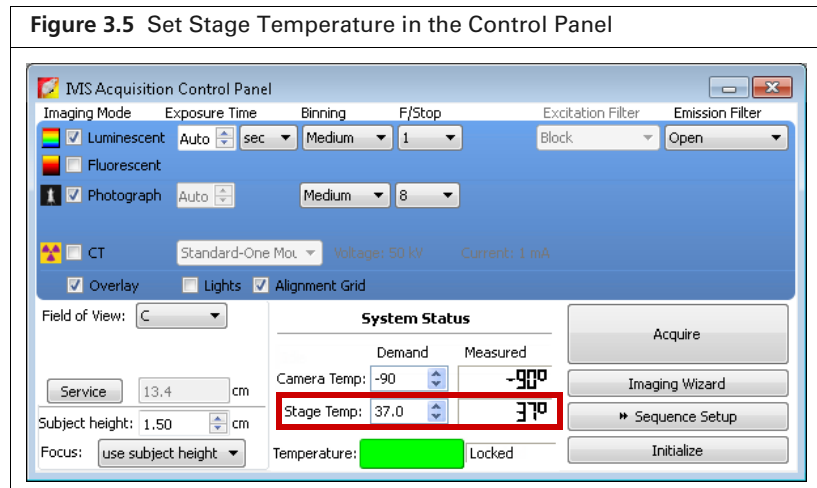 Figure 3.5 Set Stage Temperature in the Control Panel
IVIS Acquisition Control Panel
Imaging Mode Exposure Time Binning F/Stop Excitation Filter Emission Filter
Luminescent Auto sec Medium 1 Block Open
Fluorescent
Photograph Auto Medium 8
CT Standard-One Mou Voltage: 50 kV Current: 1 mA
Overlay Lights Alignment Grid
Field of View: C System Status Acquire
Demand Measured
Camera Temp: -90 -90º Imaging Wizard
Service 13.4 cm
Stage Temp: 37.0 37º Sequence Setup
Subject height: 1.50 cm
Focus: use subject height Temperature: Locked Initialize